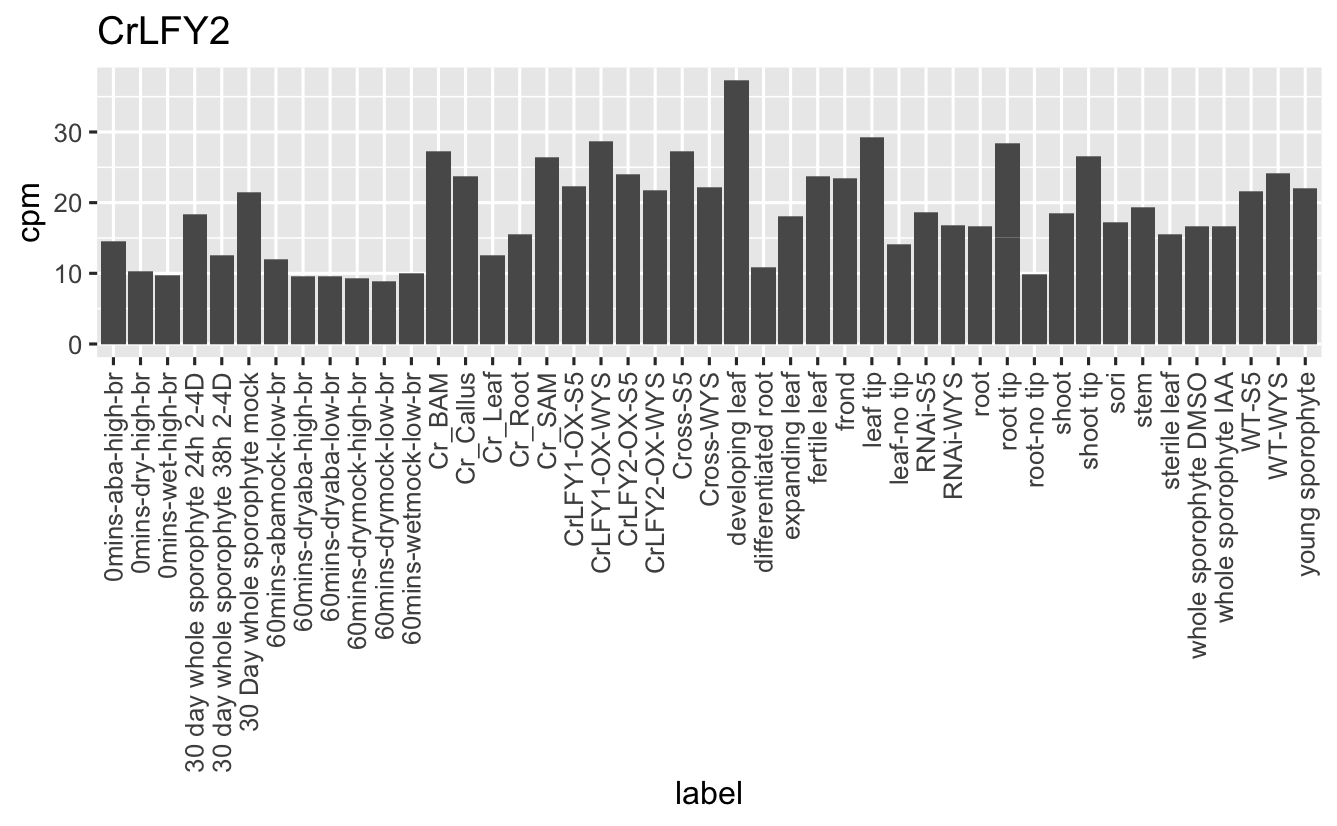 CrLFY2
cpm
30
20
10
0
0mins-aba-high-br
0mins-dry-high-br
0mins-wet-high-br
30 day whole sporophyte 24h 2-4D
30 day whole sporophyte 38h 2-4D
30 Day whole sporophyte mock
60mins-abamock-low-br
60mins-dryaba-high-br
60mins-dryaba-low-br
60mins-drymock-high-br
60mins-drymock-low-br
60mins-wetmock-low-br
Cr_BAM
Cr_Callus
Cr_Leaf
Cr_Root
Cr_SAM
CrLFY1-OX-S5
CrLFY1-OX-WYS
CrLFY2-OX-S5
CrLFY2-OX-WYS
Cross-S5
Cross-WYS
developing leaf
differentiated root
expanding leaf
fertile leaf
frond
leaf tip
leaf-no tip
RNAi-S5
RNAi-WYS
root
root tip
root-no tip
shoot
shoot tip
sori
stem
sterile leaf
whole sporophyte DMSO
whole sporophyte IAA
WT-S5
WT-WYS
young sporophyte
label